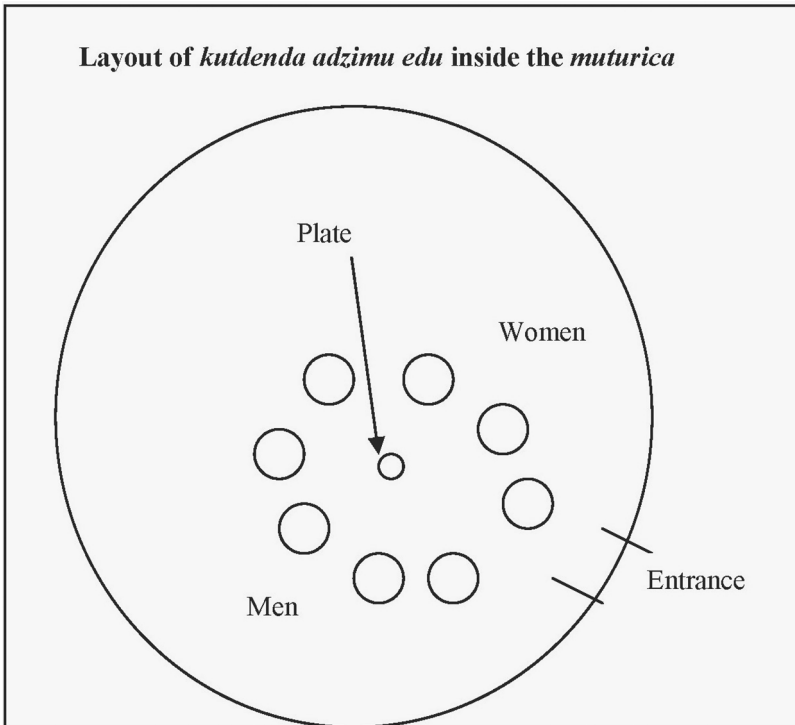 Layout of kutdenda adzimu edu inside the muturica
Plate
Women
Entrance
Men